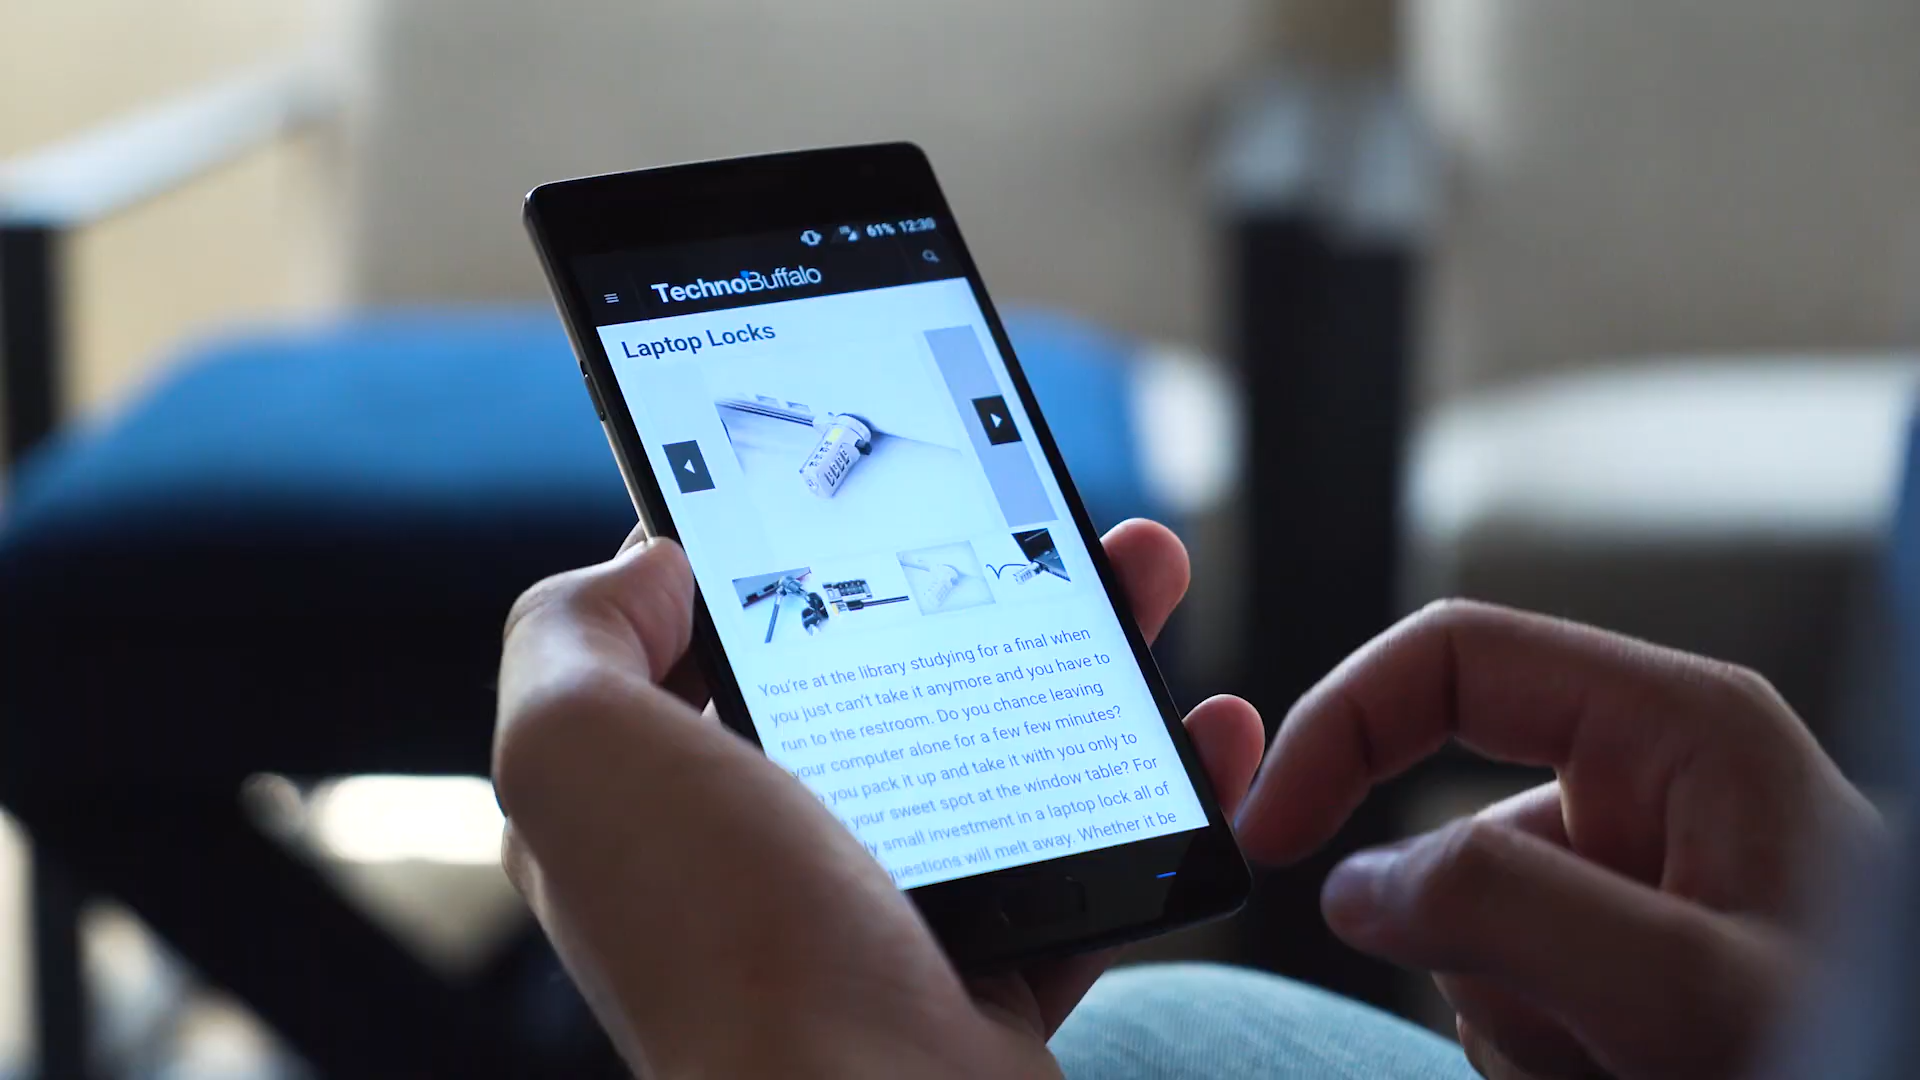 61% 12:30
TechnoBuffalo
Laptop Locks
You're at the library studying for a final when
you just can't take it anymore and you have to
run to the restroom. Do you chance leaving
your computer alone for a few few minutes?
you pack it up and take it with you only to
your sweet spot at the window table? For
small investment in a laptop lock all of
questions will melt away. Whether it be